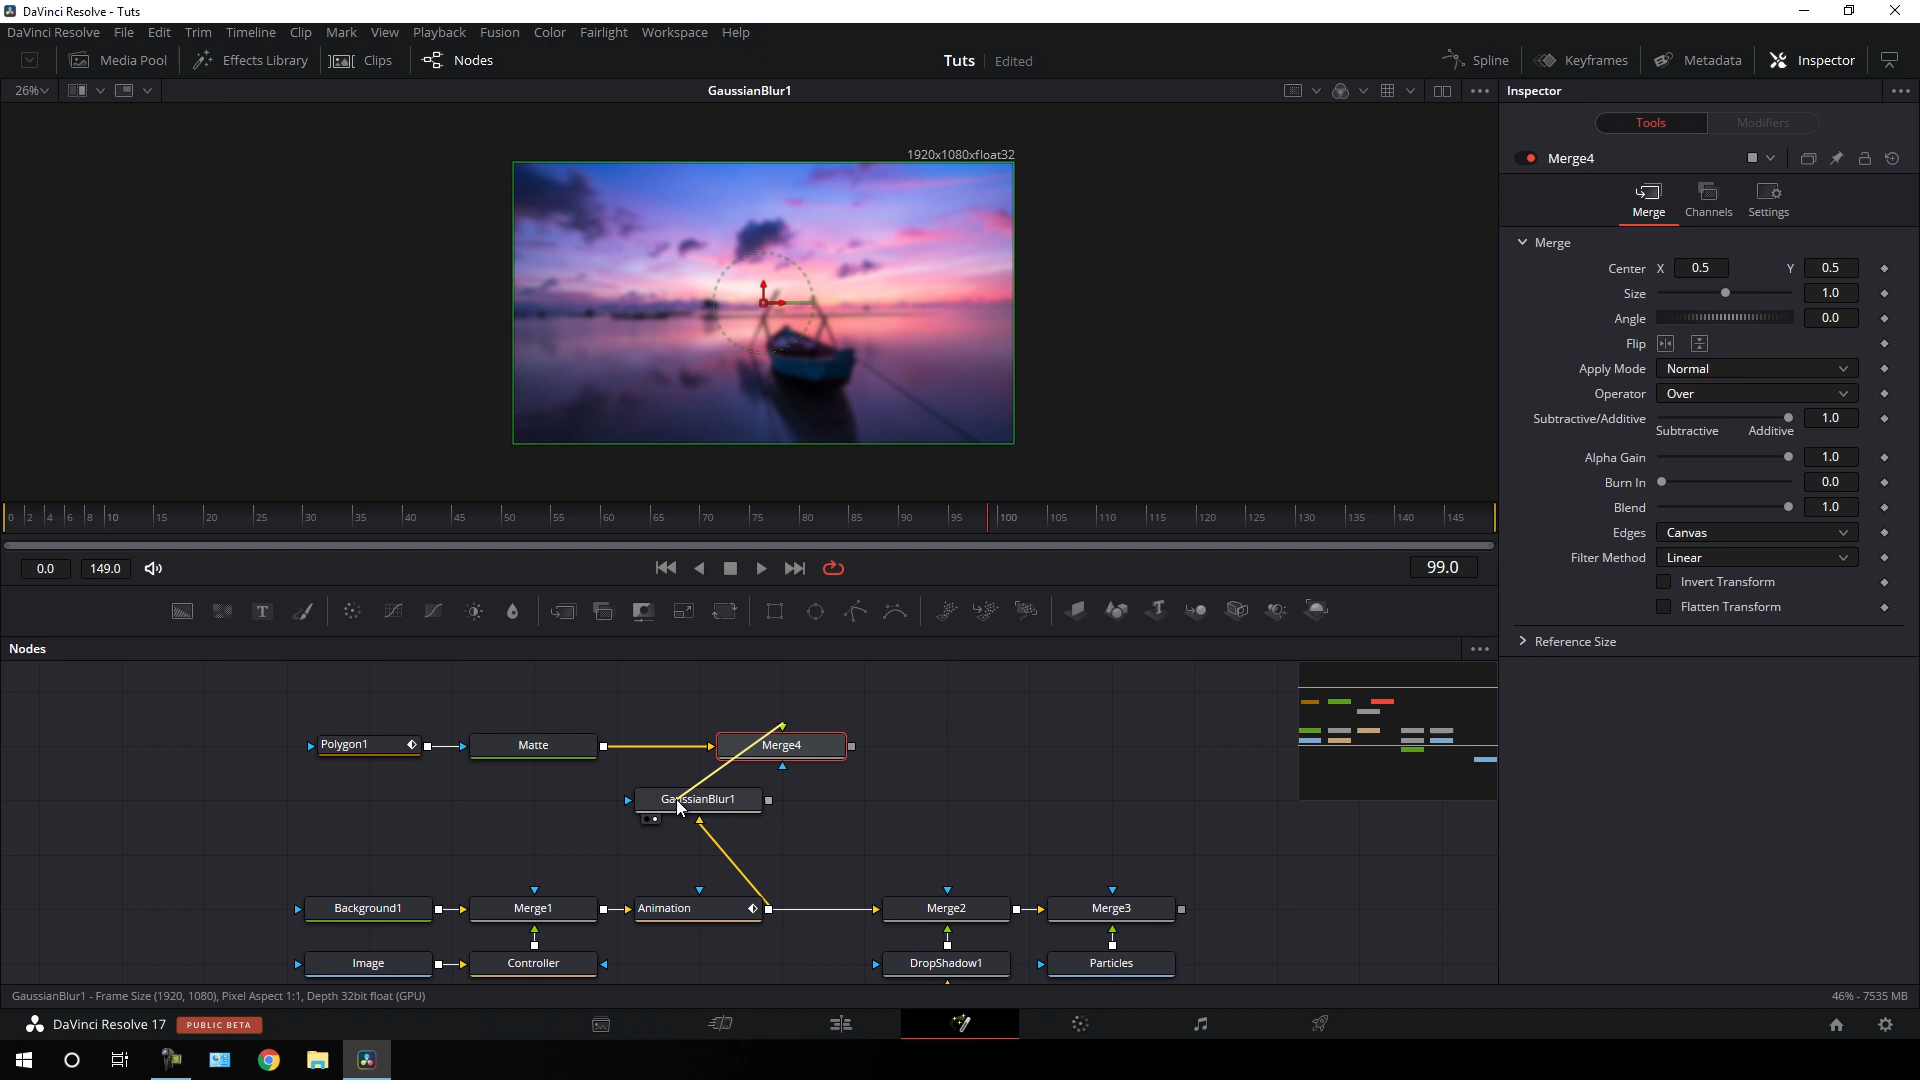 DaVinci Resolve - Tuts
DaVinci Resolve File Edit Trim Timeline Clip Mark View Playback Fusion Color Fairlight Workspace Help
Media Pool Effects Library Clips Nodes Tuts Edited Spline Keyframes Metadata Inspector
26% GaussianBlur1 Inspector
Tools Modifiers
1920x1080xfloat32
Merge4
Merge Channels Settings
Merge
Center X 0.5 Y 0.5
Size 1.0
Angle 0.0
Flip
Apply Mode Normal
Operator Over
Subtractive/Additive 1.0
Subtractive Additive
Alpha Gain 1.0
Burn In 0.0
Blend 1.0
Edges Canvas
Filter Method Linear
Invert Transform
Flatten Transform
Reference Size
0 2 4 6 8 10 15 20 25 30 35 40 45 50 55 60 65 70 75 80 85 90 95 100 105 110 115 120 125 130 135 140 145
0.0 149.0 99.0
T
Nodes
Polygon1 Matte Merge4
GaussianBlur1
Background1 Merge1 Animation Merge2 Merge3
Image Controller DropShadow1 Particles
GaussianBlur1 - Frame Size (1920, 1080), Pixel Aspect 1:1, Depth 32bit float (GPU) 46% - 7535 MB
DaVinci Resolve 17 PUBLIC BETA